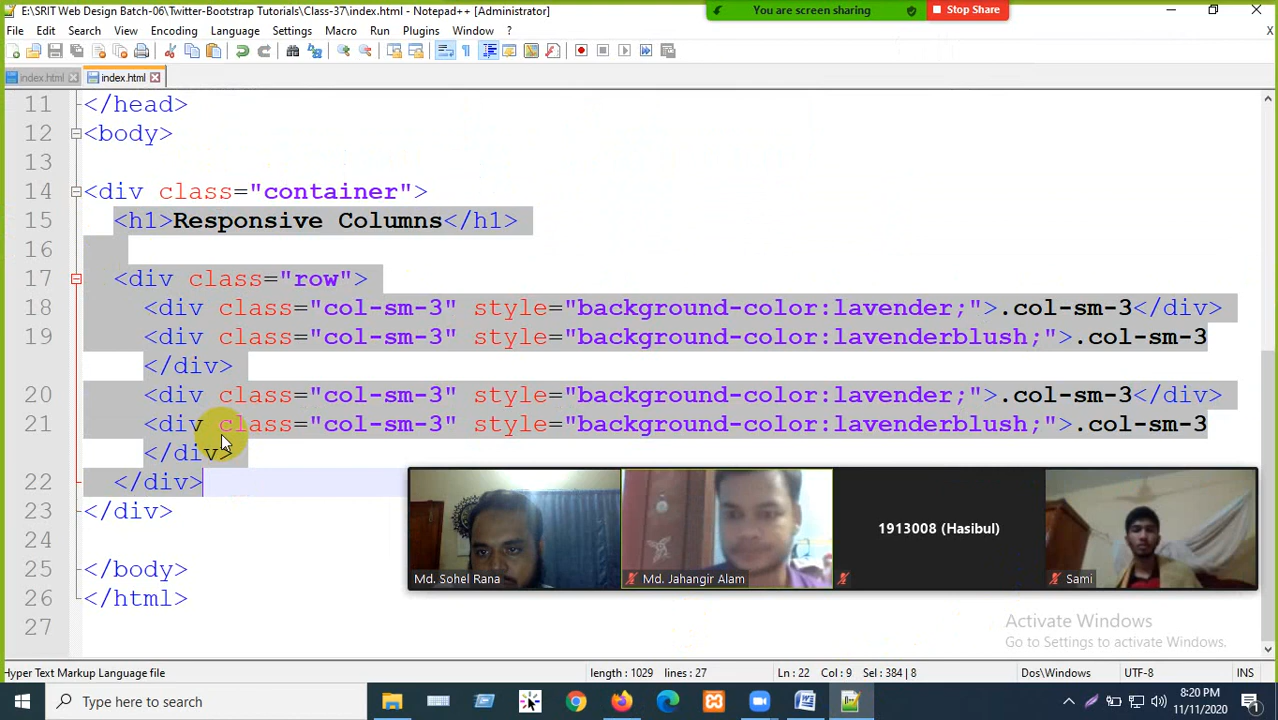 E:\SRIT Web Design Batch-06\Twitter-Bootstrap Tutorials\Class-37\index.html - Notepad++ [Administrator]
You are screen sharing
Stop Share
File Edit Search View Encoding Language Settings Macro Run Plugins Window ?
X
index.html
index.html
11 </head>
12 <body>
13
14 <div class="container">
15 <h1>Responsive Columns</h1>
16
17 <div class="row">
18 <div class="col-sm-3" style="background-color:lavender;">.col-sm-3</div>
19 <div class="col-sm-3" style="background-color:lavenderblush;">.col-sm-3
</div>
20 <div class="col-sm-3" style="background-color:lavender;">.col-sm-3</div>
21 <div class="col-sm-3" style="background-color:lavenderblush;">.col-sm-3
</div>
22 </div>
23 </div>
24
25 </body>
26 </html>
27
Md. Sohel Rana
Md. Jahangir Alam
1913008 (Hasibul)
Sami
Activate Windows
Go to Settings to activate Windows.
Hyper Text Markup Language file
length : 1029 lines : 27
Ln : 22 Col : 9 Sel : 384 | 8
Dos\Windows
UTF-8
INS
Type here to search
8:20 PM
11/11/2020